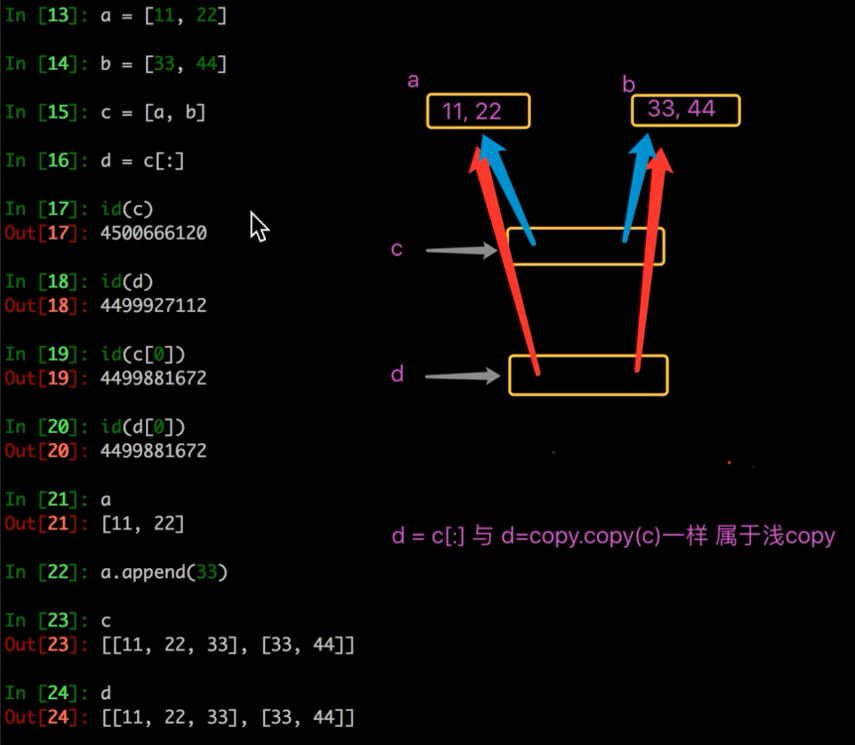 In [13]: a = [11, 22]
In [14]: b = [33, 44]
In [15]: c = [a, b]
In [16]: d = c[:]
In [17]: id(c)
Out[17]: 4500666120
In [18]: id(d)
Out[18]: 4499927112
In [19]: id(c[0])
Out[19]: 4499881672
In [20]: id(d[0])
Out[20]: 4499881672
In [21]: a
Out[21]: [11, 22]
In [22]: a.append(33)
In [23]: c
Out[23]: [[11, 22, 33], [33, 44]]
In [24]: d
Out[24]: [[11, 22, 33], [33, 44]]
a
b
11, 22
33, 44
c
d
d = c[:] 与 d=copy.copy(c)一样 属于浅copy